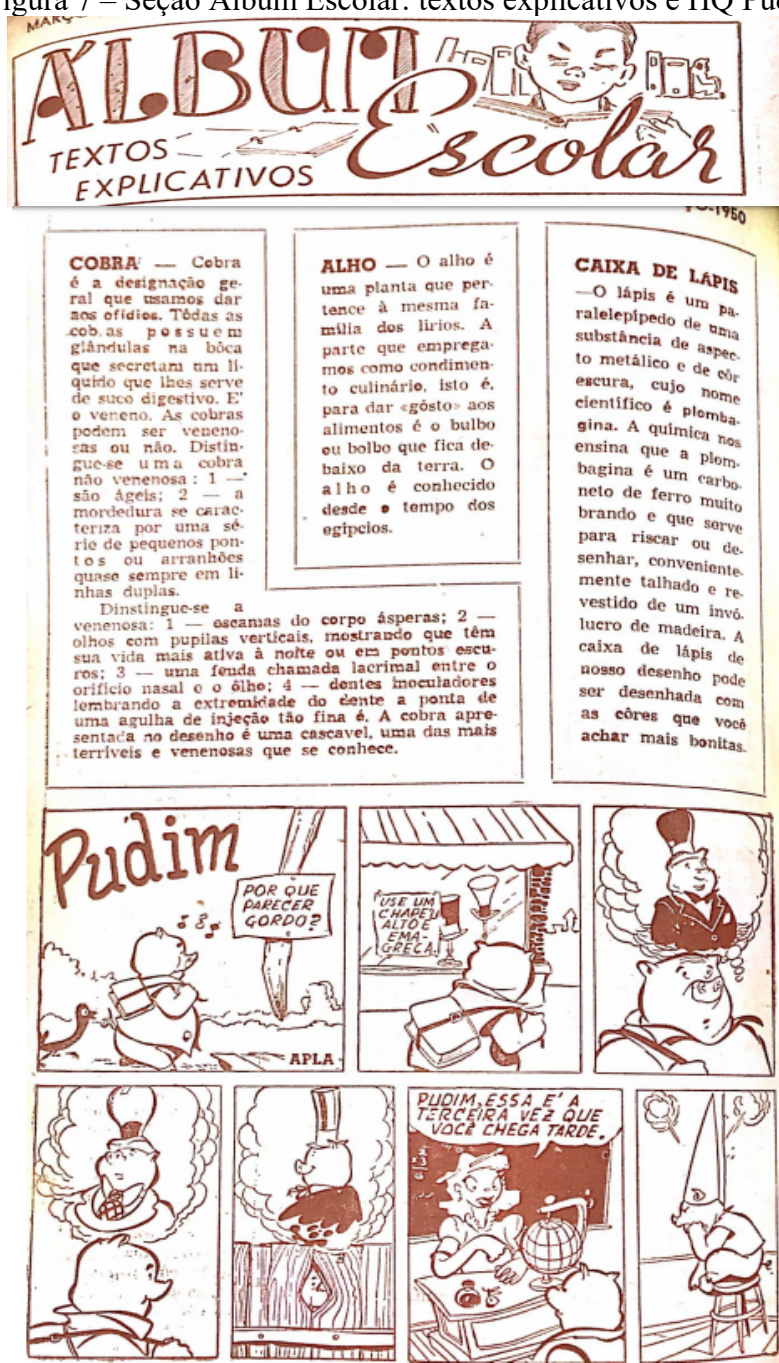 Figura 7 – Seção Álbum Escolar: textos explicativos e HQ Pud
MARÇO
ÁLBUM
Escolar
TEXTOS
EXPLICATIVOS
1950
COBRA — Cobra
é a designação ge-
ral que usamos dar
aos ofídios. Tôdas as
cob.as possuem
glândulas na bôca
que secretam um lí-
quido que lhes serve
de suco digestivo. E'
o veneno. As cobras
podem ser veneno-
sas ou não. Distin-
gue-se uma cobra
não venenosa : 1 —
são ágeis; 2 — a
mordedura se carac-
teriza por uma sé-
rie de pequenos pon-
tos ou arranhões
quase sempre em li-
nhas duplas.
Dinstingue-se a
venenosa: 1 — escamas do corpo ásperas; 2 —
olhos com pupilas verticais, mostrando que têm
sua vida mais ativa à noite ou em pontos escu-
ros; 3 — uma fenda chamada lacrimal entre o
orifício nasal e o ôlho; 4 — dentes inoculadores
lembrando a extremidade do dente a ponta de
uma agulha de injeção tão fina é. A cobra apre-
sentada no desenho é uma cascavel, uma das mais
terríveis e venenosas que se conhece.
ALHO — O alho é
uma planta que per-
tence à mesma fa-
mília dos lírios. A
parte que emprega-
mos como condimen-
to culinário, isto é,
para dar «gôsto» aos
alimentos é o bulbo
ou bolbo que fica de-
baixo da terra. O
alho é conhecido
desde o tempo dos
egípcios.
CAIXA DE LÁPIS
—O lápis é um pa-
ralelepípedo de uma
substância de aspec-
to metálico e de côr
escura, cujo nome
científico é plomba-
gina. A química nos
ensina que a plom-
bagina é um carbo-
neto de ferro muito
brando e que serve
para riscar ou de-
senhar, conveniente-
mente talhado e re-
vestido de um invó-
lucro de madeira. A
caixa de lápis de
nosso desenho pode
ser desenhada com
as côres que você
achar mais bonitas.
Pudim
POR QUE
PARECER
GORDO?
APLA
USE UM
CHAPÉU
ALTO E
EMA-
GREÇA.
PUDIM, ESSA E' A
TERCEIRA VEZ QUE
VOCÊ CHEGA TARDE.